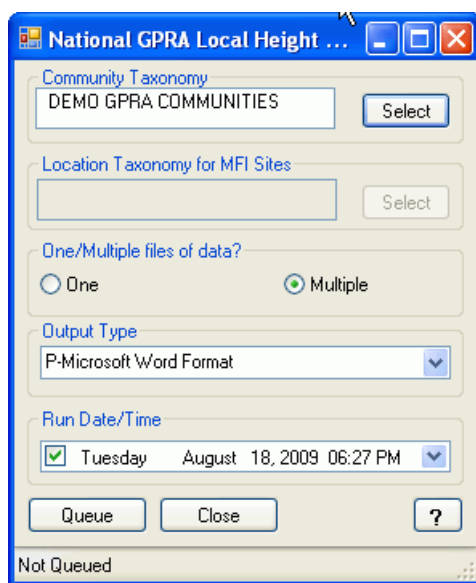 National GPRA Local Height ...
Community Taxonomy
DEMO GPRA COMMUNITIES
Select
Location Taxonomy for MFI Sites
Select
One/Multiple files of data?
One Multiple
Output Type
P-Microsoft Word Format
Run Date/Time
Tuesday August 18, 2009 06:27 PM
Queue Close ?
Not Queued